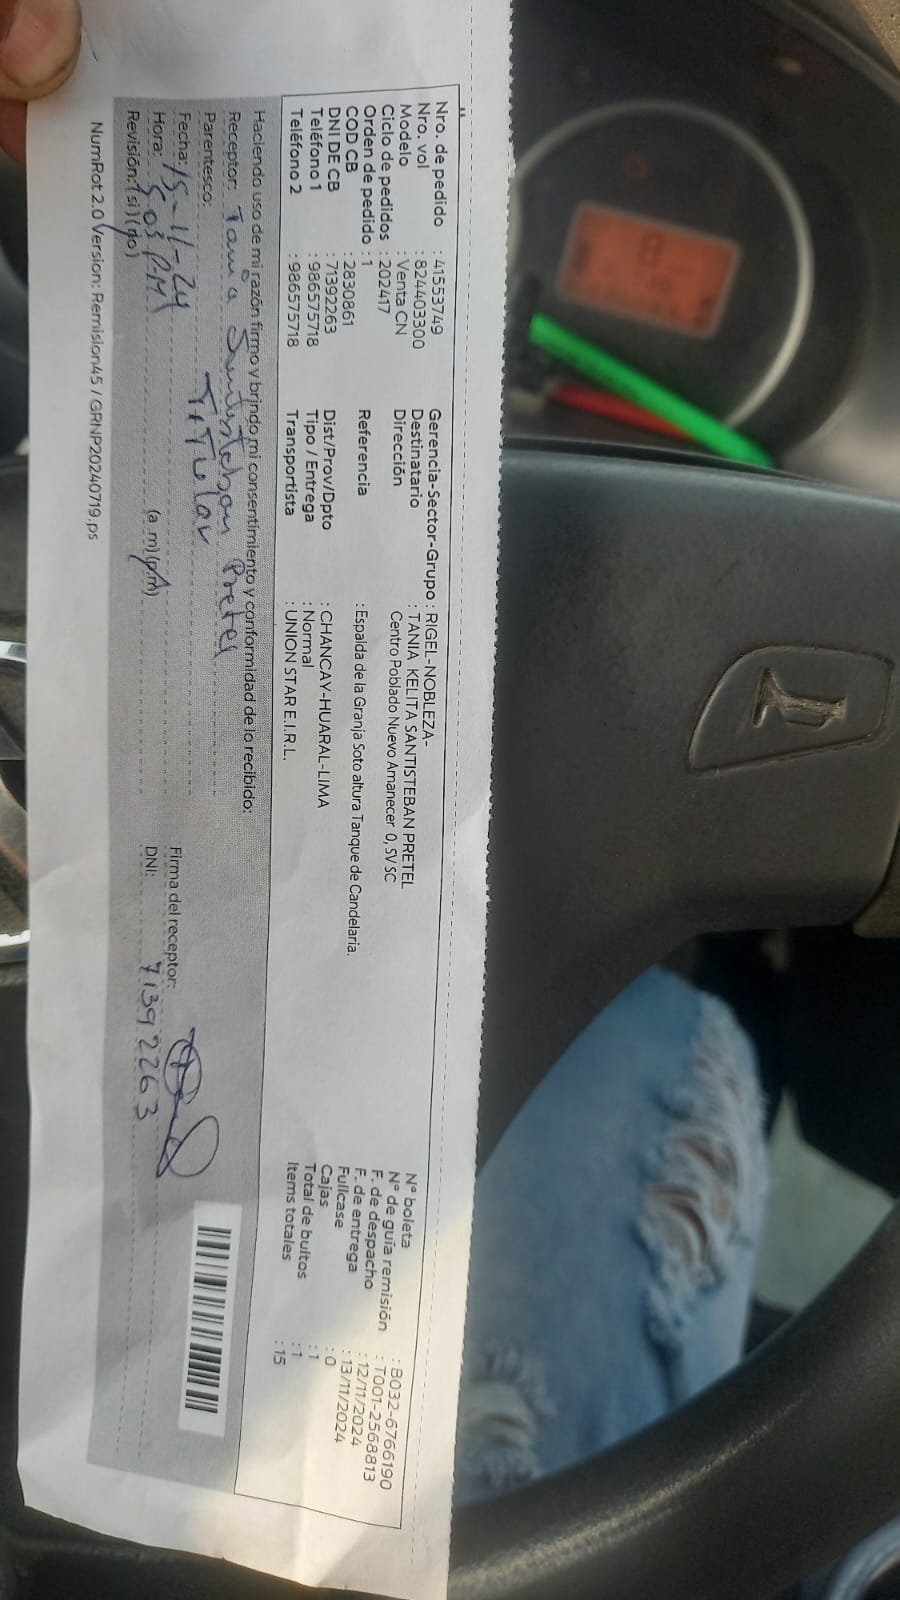 Nro. de pedido : 41553749
Nro. vol : 824403300
Modelo : Venta CN
Ciclo de pedidos : 202417
Orden de pedido : 1
COD CB : 2830861
DNI DE CB : 71392263
Teléfono 1 : 986575718
Teléfono 2 : 986575718
Gerencia-Sector-Grupo : RIGEL-NOBLEZA-
Destinatario : TANIA KELITA SANTISTEBAN PRETEL
Dirección Centro Poblado Nuevo Amanecer 0, SV SC
Referencia : Espalda de la Granja Soto altura Tanque de Candelaria.
Dist/Prov/Dpto : CHANCAY-HUARAL-LIMA
Tipo / Entrega : Normal
Transportista : UNION STAR E.I.R.L.
N° boleta : B032-6766190
N° de guía remisión : T001-2568813
F. de despacho : 12/11/2024
F. de entrega : 13/11/2024
Fullcase : 0
Cajas : 1
Total de bultos : 1
Items totales : 15
Haciendo uso de mi razón firmo y brindo mi consentimiento y conformidad de lo recibido:
Receptor: Tania Santisteban Pretel
Parentesco: TiTular
Fecha: 15-11-24
Hora: 5:03 P.M (a.m) (p.m)
Revisión: (si) (no)
Firma del receptor:
DNI: 71392263
NumRot 2.0 Version: Remision45 / GRNP20240719.ps